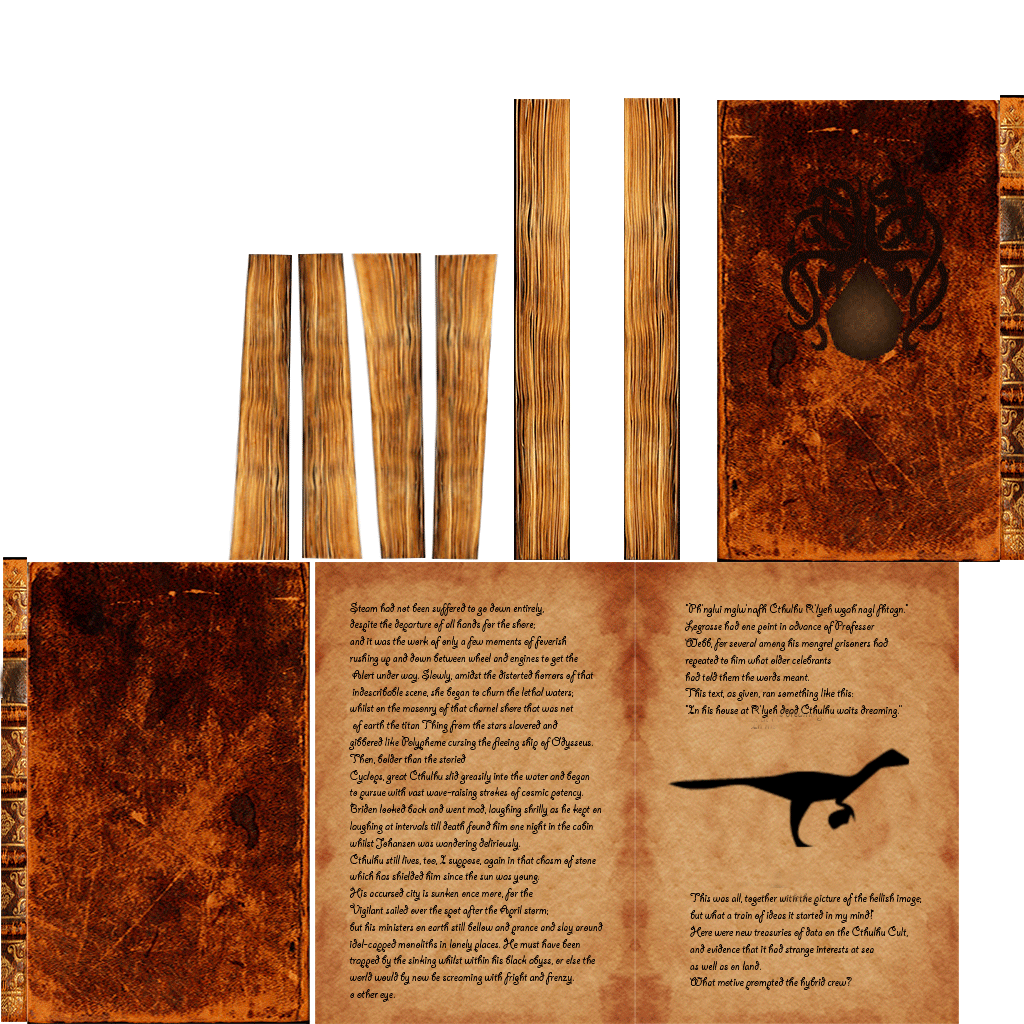 Steam had not been suffered to go down entirely,
despite the departure of all hands for the shore;
and it was the work of only a few moments of feverish
rushing up and down between wheel and engines to get the
Alert under way. Slowly, amidst the distorted horrors of that
indescribable scene, she began to churn the lethal waters;
whilst on the masonry of that charnel shore that was not
of earth the titan Thing from the stars slavered and
gibbered like Polypheme cursing the fleeing ship of Odysseus.
Then, bolder than the storied
Cyclops, great Cthulhu slid greasily into the water and began
to pursue with vast wave-raising strokes of cosmic potency.
Briden looked back and went mad, laughing shrilly as he kept on
laughing at intervals till death found him one night in the cabin
whilst Johansen was wandering deliriously.
Cthulhu still lives, too, I suppose, again in that chasm of stone
which has shielded him since the sun was young.
His accursed city is sunken once more, for the
Vigilant sailed over the spot after the April storm;
but his ministers on earth still bellow and prance and slay around
idol-capped monoliths in lonely places. He must have been
trapped by the sinking whilst within his black abyss, or else the
world would by now be screaming with fright and frenzy.
o other eye.
"Ph'nglui mglw'nafh Cthulhu R'lyeh wgah'nagl fhtagn."
Legrasse had one point in advance of Professor
Webb, for several among his mongrel prisoners had
repeated to him what older celebrants
had told them the words meant.
This text, as given, ran something like this:
"In his house at R'lyeh dead Cthulhu waits dreaming."
This was all, together with the picture of the hellish image;
but what a train of ideas it started in my mind!
Here were new treasuries of data on the Cthulhu Cult,
and evidence that it had strange interests at sea
as well as on land.
What motive prompted the hybrid crew?